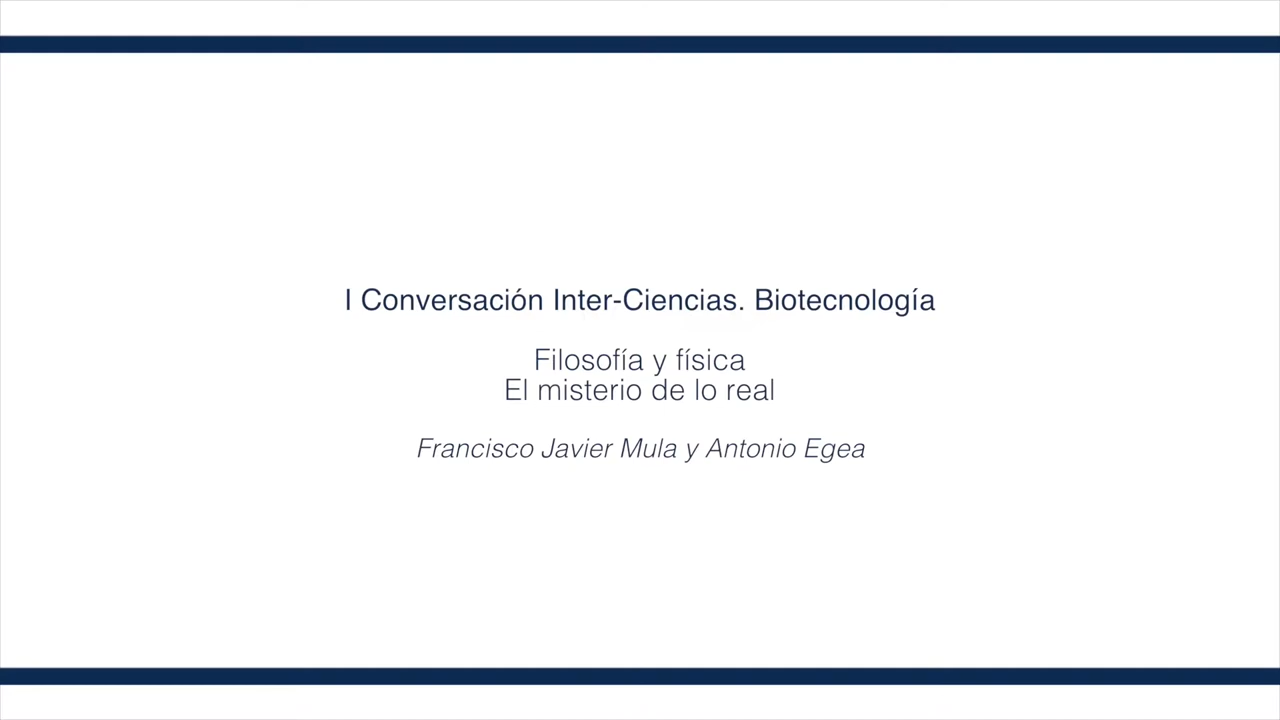 I Conversación Inter-Ciencias. Biotecnología
Filosofía y física
El misterio de lo real
Francisco Javier Mula y Antonio Egea